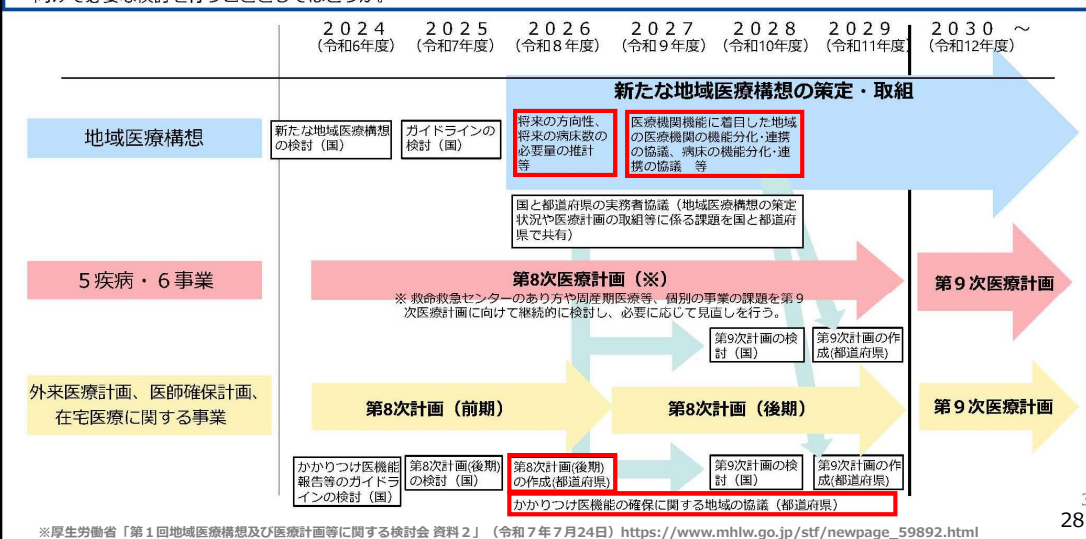 ２０２４ ２０２５ ２０２６ ２０２７ ２０２８ ２０２９ ２０３０ ～
(令和6年度) (令和7年度) (令和８年度) (令和９年度) (令和10年度) (令和11年度) (令和12年度)
新たな地域医療構想の策定・取組
地域医療構想
新たな地域医療構想
の検討（国）
ガイドラインの
検討（国）
将来の方向性、
将来の病床数の
必要量の推計
等
医療機関機能に着目した地域
の医療機関の機能分化･連携
の協議、病床の機能分化･連
携の協議　等
国と都道府県の実務者協議（地域医療構想の策定
状況や医療計画の取組等に係る課題を国と都道府
県で共有）
５疾病・６事業
第8次医療計画（※）
※ 救命救急センターのあり方や周産期医療等、個別の事業の課題を第９
次医療計画に向けて継続的に検討し、必要に応じて見直しを行う。
第９次医療計画
第9次計画の検
討（国）
第9次計画の作
成(都道府県)
外来医療計画、医師確保計画、
在宅医療に関する事業
第8次計画（前期）
第8次計画（後期）
第９次医療計画
かかりつけ医機能
報告等のガイドラ
インの検討（国）
第8次計画(後期)
の検討（国）
第8次計画(後期)
の作成(都道府県)
第9次計画の検
討（国）
第9次計画の作
成(都道府県)
かかりつけ医機能の確保に関する地域の協議（都道府県）
28
※厚生労働省「第１回地域医療構想及び医療計画等に関する検討会 資料２」（令和７年７月24日）https://www.mhlw.go.jp/stf/newpage_59892.html